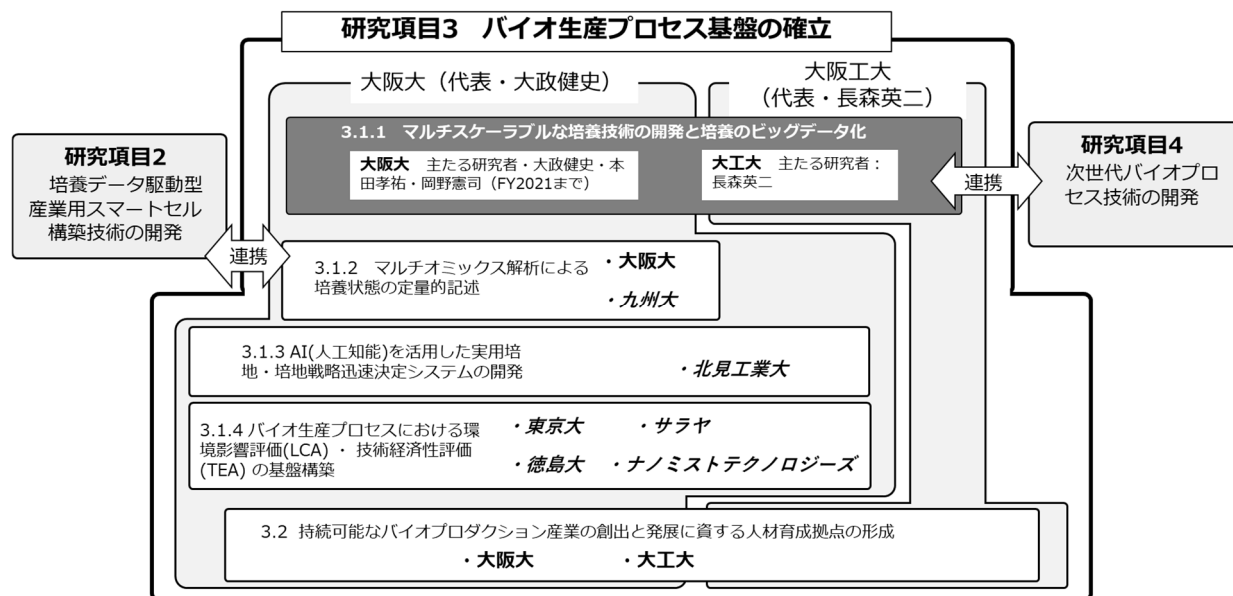 研究項目3　バイオ生産プロセス基盤の確立
大阪大（代表・大政健史）
大阪工大
（代表・長森英二）
3.1.1　マルチスケーラブルな培養技術の開発と培養のビッグデータ化
大阪大　主たる研究者・大政健史・本
田孝祐・岡野憲司（FY2021まで）
大工大　主たる研究者：
長森英二
研究項目2
培養データ駆動型
産業用スマートセル
構築技術の開発
連携
連携
研究項目4
次世代バイオプロ
セス技術の開発
3.1.2　マルチオミックス解析による
培養状態の定量的記述
・大阪大
・九州大
3.1.3 AI(人工知能)を活用した実用培
地・培地戦略迅速決定システムの開発
・北見工業大
3.1.4 バイオ生産プロセスにおける環
境影響評価(LCA) ・ 技術経済性評価
(TEA) の基盤構築
・東京大
・サラヤ
・徳島大
・ナノミストテクノロジーズ
3.2 持続可能なバイオプロダクション産業の創出と発展に資する人材育成拠点の形成
・大阪大
・大工大